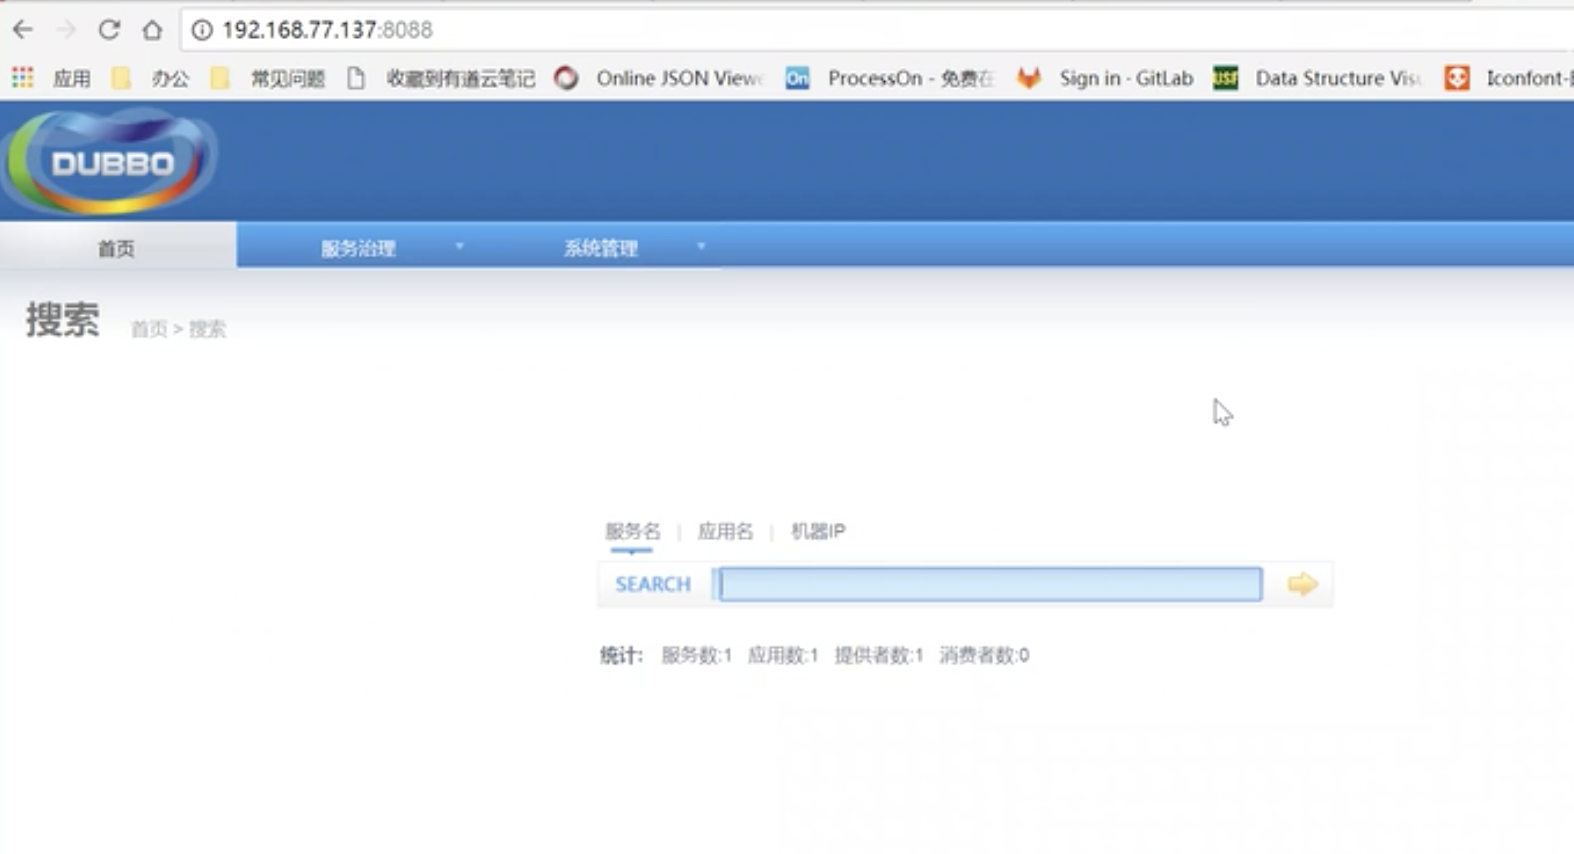 192.168.77.137:8088
应用 办公 常见问题 收藏到有道云笔记 Online JSON View ProcessOn - 免费在 Sign in · GitLab Data Structure Vis Iconfont-
DUBBO
首页 服务治理 系统管理
搜索 首页 > 搜索
服务名 | 应用名 | 机器IP
SEARCH
统计: 服务数:1 应用数:1 提供者数:1 消费者数:0